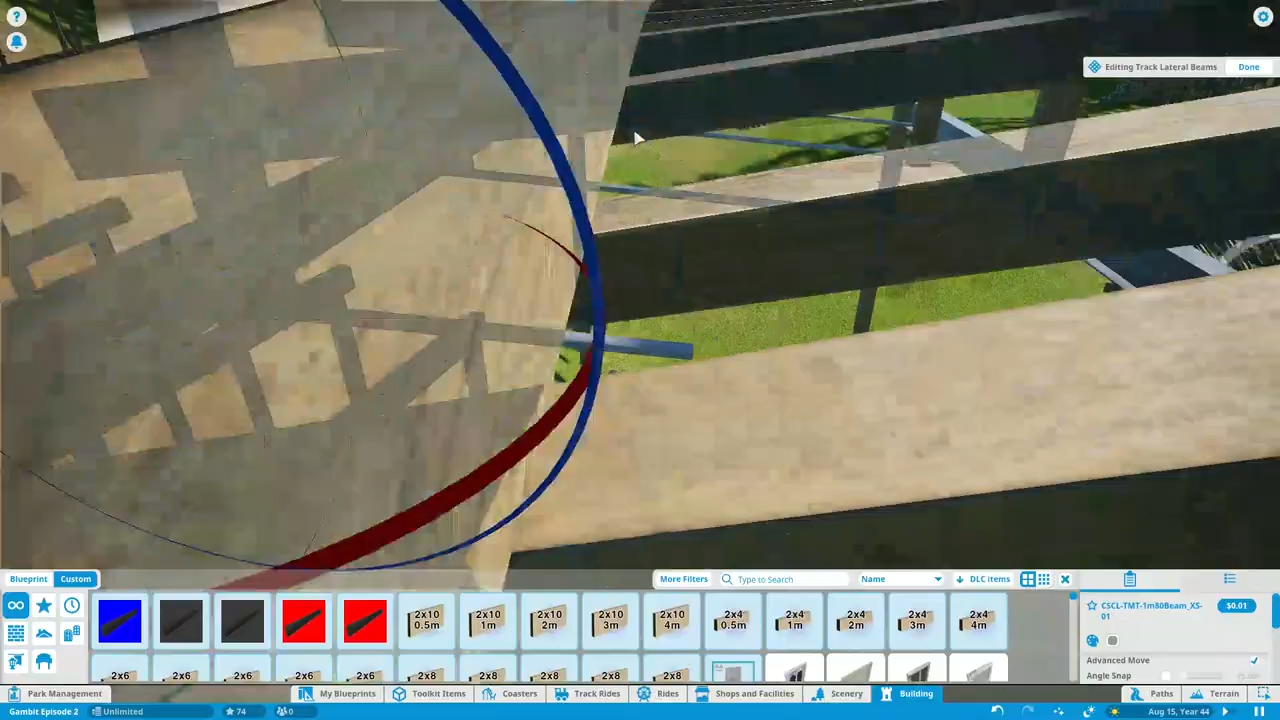 ?
Editing Track Lateral Beams Done
Blueprint Custom
More Filters Type to Search Name DLC items
2x10 0.5m
2x10 1m
2x10 2m
2x10 3m
2x10 4m
2x4 0.5m
2x4 1m
2x4 2m
2x4 3m
2x4 4m
2x6
2x6
2x6
2x6
2x6
2x8
2x8
2x8
2x8
2x8
CSCL-TMT-1m80Beam_XS-01 $0.01
Advanced Move
Angle Snap
Park Management My Blueprints Toolkit Items Coasters Track Rides Rides Shops and Facilities Scenery Building Paths Terrain
Gambit Episode 2 Unlimited 74 0 Aug 15, Year 44